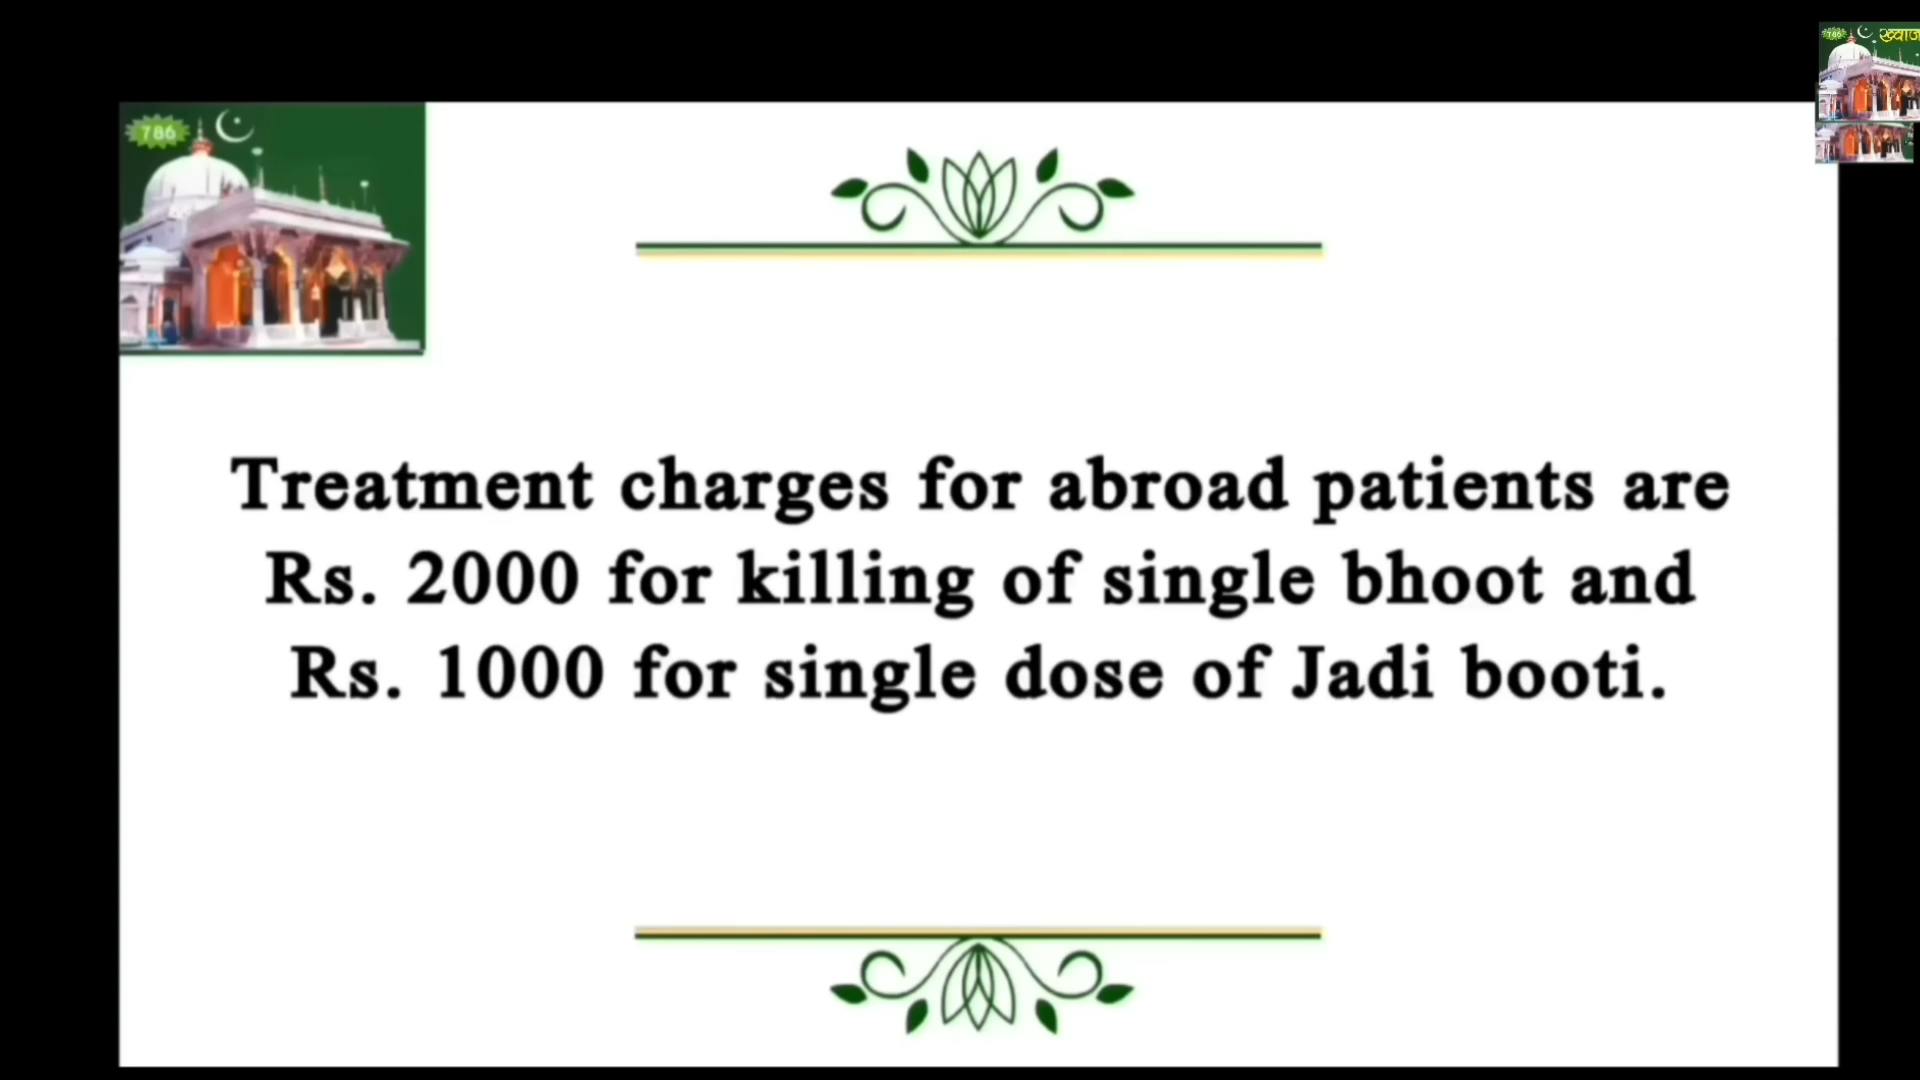 786
786
ख्वाज
Treatment charges for abroad patients are
Rs. 2000 for killing of single bhoot and
Rs. 1000 for single dose of Jadi booti.